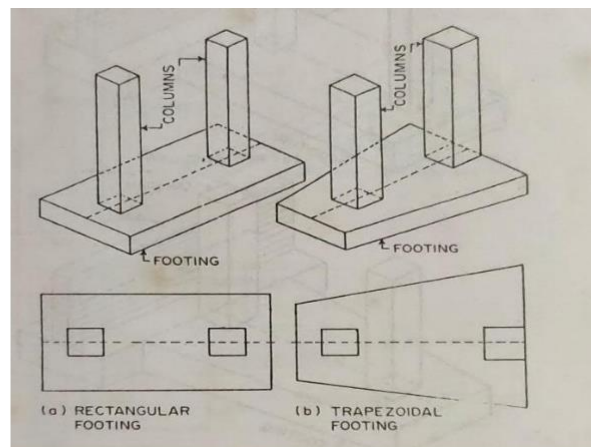 COLUMNS
COLUMNS
FOOTING
FOOTING
(a) RECTANGULAR
FOOTING
(b) TRAPEZOIDAL
FOOTING